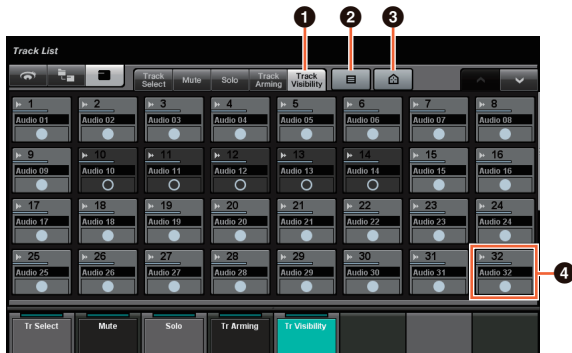 1 2 3
Track List
Track Select Mute Solo Track Arming Track Visibility
1 2 3 4 5 6 7 8
Audio 01 Audio 02 Audio 03 Audio 04 Audio 05 Audio 06 Audio 07 Audio 08
9 10 11 12 13 14 15 16
Audio 09 Audio 10 Audio 11 Audio 12 Audio 13 Audio 14 Audio 15 Audio 16
17 18 19 20 21 22 23 24
Audio 17 Audio 18 Audio 19 Audio 20 Audio 21 Audio 22 Audio 23 Audio 24
25 26 27 28 29 30 31 32
Audio 25 Audio 26 Audio 27 Audio 28 Audio 29 Audio 30 Audio 31 Audio 32
4
Tr Select Mute Solo Tr Arming Tr Visibility